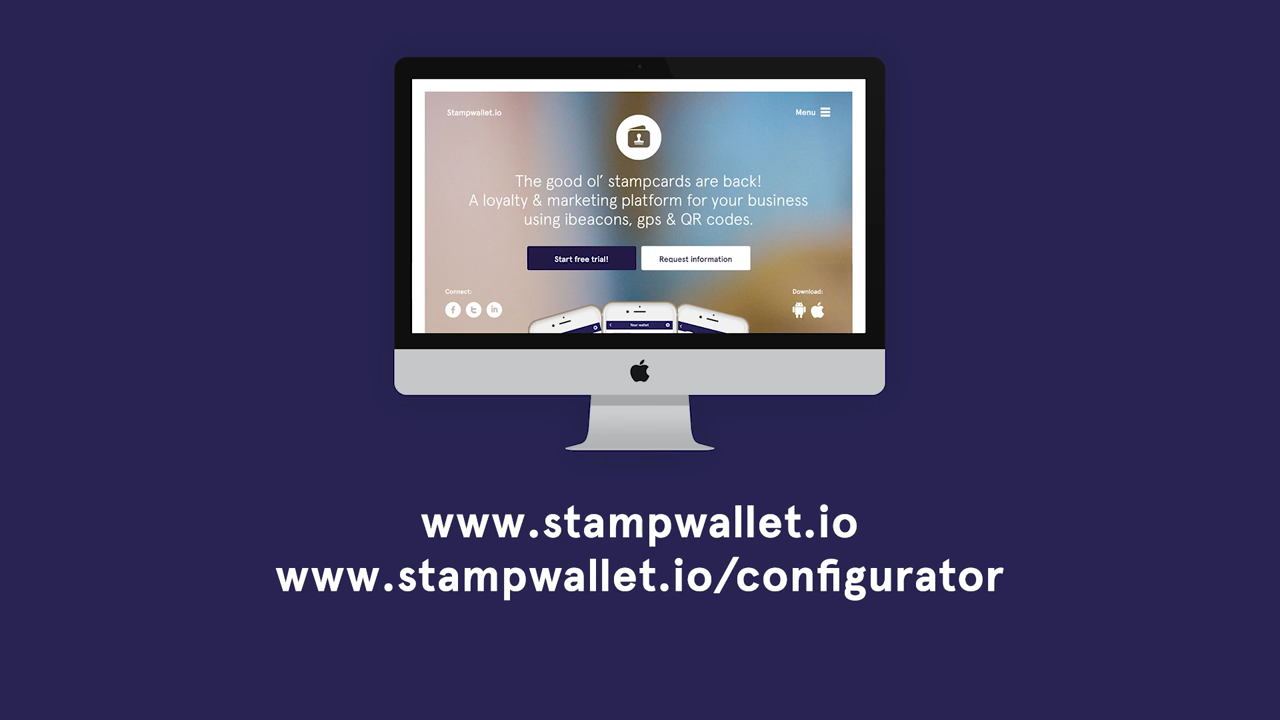 Stampwallet.io
Menu
The good ol’ stampcards are back!
A loyalty & marketing platform for your business
using ibeacons, gps & QR codes.
Start free trial!
Request information
Connect:
Download:
Your wallet
www.stampwallet.io
www.stampwallet.io/configurator